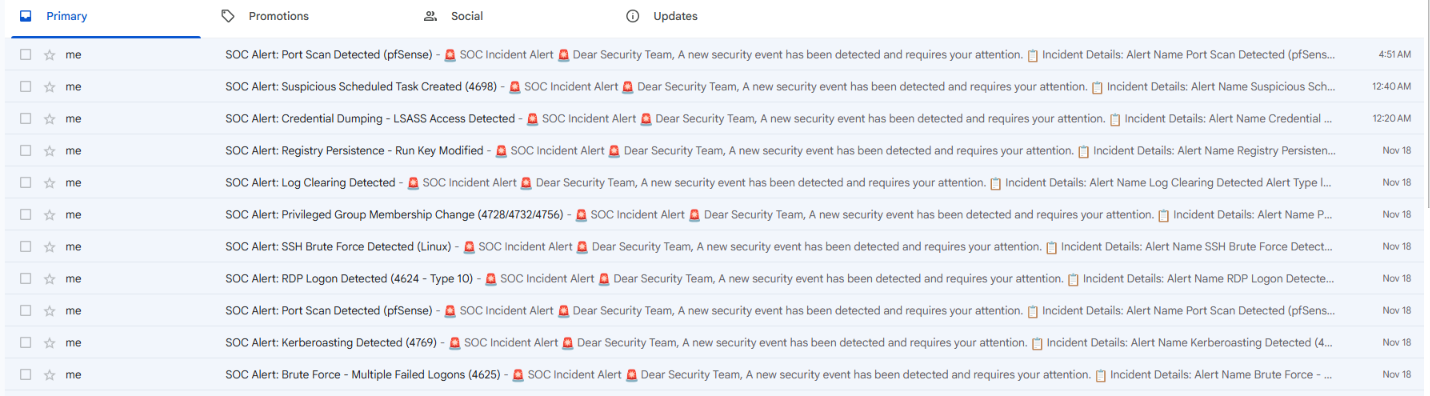 Primary Promotions Social Updates
me SOC Alert: Port Scan Detected (pfSense) - 🚨 SOC Incident Alert 🚨 Dear Security Team, A new security event has been detected and requires your attention. 📋 Incident Details: Alert Name Port Scan Detected (pfSens... 4:51 AM
me SOC Alert: Suspicious Scheduled Task Created (4698) - 🚨 SOC Incident Alert 🚨 Dear Security Team, A new security event has been detected and requires your attention. 📋 Incident Details: Alert Name Suspicious Sch... 12:40 AM
me SOC Alert: Credential Dumping - LSASS Access Detected - 🚨 SOC Incident Alert 🚨 Dear Security Team, A new security event has been detected and requires your attention. 📋 Incident Details: Alert Name Credential ... 12:20 AM
me SOC Alert: Registry Persistence - Run Key Modified - 🚨 SOC Incident Alert 🚨 Dear Security Team, A new security event has been detected and requires your attention. 📋 Incident Details: Alert Name Registry Persisten... Nov 18
me SOC Alert: Log Clearing Detected - 🚨 SOC Incident Alert 🚨 Dear Security Team, A new security event has been detected and requires your attention. 📋 Incident Details: Alert Name Log Clearing Detected Alert Type l... Nov 18
me SOC Alert: Privileged Group Membership Change (4728/4732/4756) - 🚨 SOC Incident Alert 🚨 Dear Security Team, A new security event has been detected and requires your attention. 📋 Incident Details: Alert Name P... Nov 18
me SOC Alert: SSH Brute Force Detected (Linux) - 🚨 SOC Incident Alert 🚨 Dear Security Team, A new security event has been detected and requires your attention. 📋 Incident Details: Alert Name SSH Brute Force Detect... Nov 18
me SOC Alert: RDP Logon Detected (4624 - Type 10) - 🚨 SOC Incident Alert 🚨 Dear Security Team, A new security event has been detected and requires your attention. 📋 Incident Details: Alert Name RDP Logon Detecte... Nov 18
me SOC Alert: Port Scan Detected (pfSense) - 🚨 SOC Incident Alert 🚨 Dear Security Team, A new security event has been detected and requires your attention. 📋 Incident Details: Alert Name Port Scan Detected (pfSens... Nov 18
me SOC Alert: Kerberoasting Detected (4769) - 🚨 SOC Incident Alert 🚨 Dear Security Team, A new security event has been detected and requires your attention. 📋 Incident Details: Alert Name Kerberoasting Detected (4... Nov 18
me SOC Alert: Brute Force - Multiple Failed Logons (4625) - 🚨 SOC Incident Alert 🚨 Dear Security Team, A new security event has been detected and requires your attention. 📋 Incident Details: Alert Name Brute Force - ... Nov 18